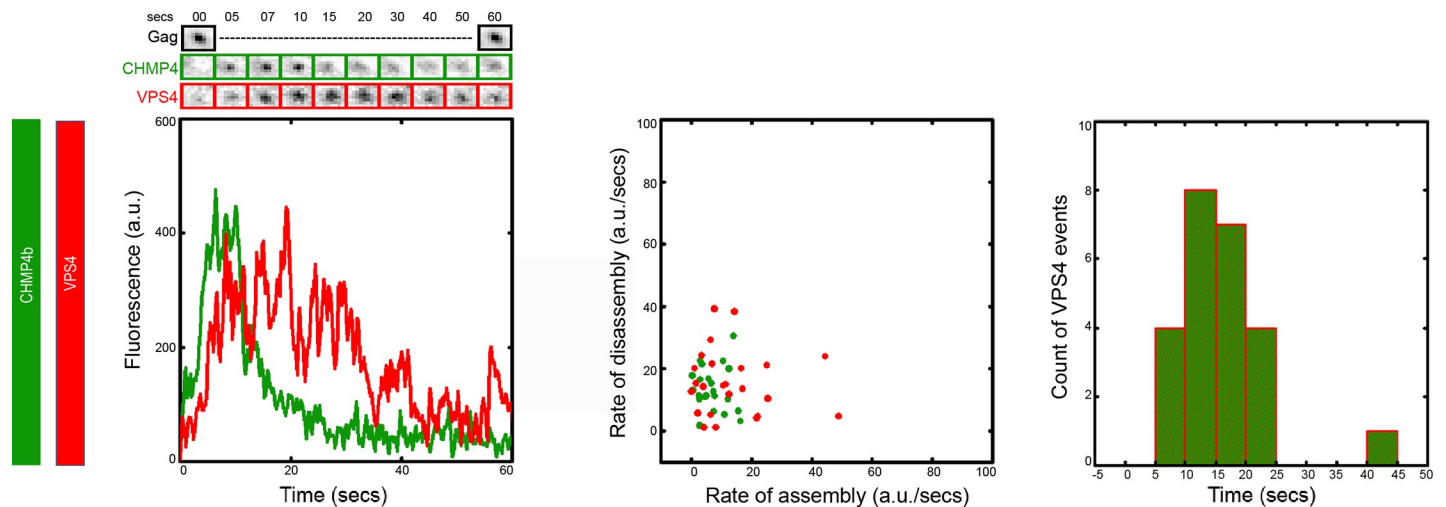 secs 00 05 07 10 15 20 30 40 50 60
Gag
CHMP4
VPS4
CHMP4b
VPS4
600
400
200
0
Fluorescence (a.u.)
0 20 40 60
Time (secs)
100
80
60
40
20
0
Rate of disassembly (a.u./secs)
0 20 40 60 80 100
Rate of assembly (a.u./secs)
10
8
6
4
2
0
Count of VPS4 events
-5 0 5 10 15 20 25 30 35 40 45 50
Time (secs)